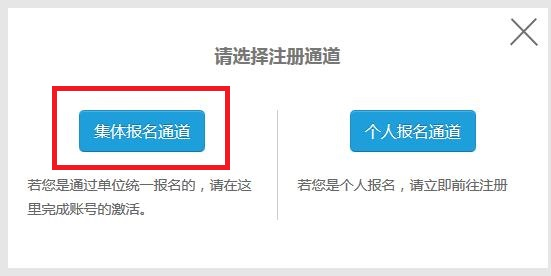 请选择注册通道
集体报名通道
个人报名通道
若您是通过单位统一报名的，请在这
里完成账号的激活。
若您是个人报名，请立即前往注册